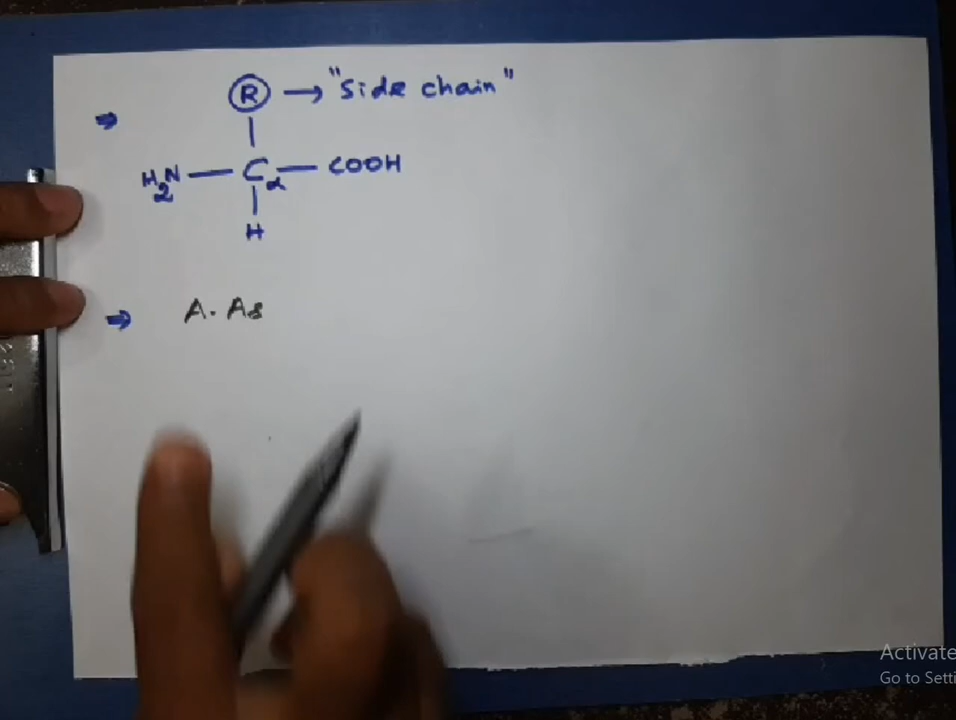 R → "Side chain"
⇒
H₂N — Cα — COOH
H
⇒ A. As
Activate
Go to Setti